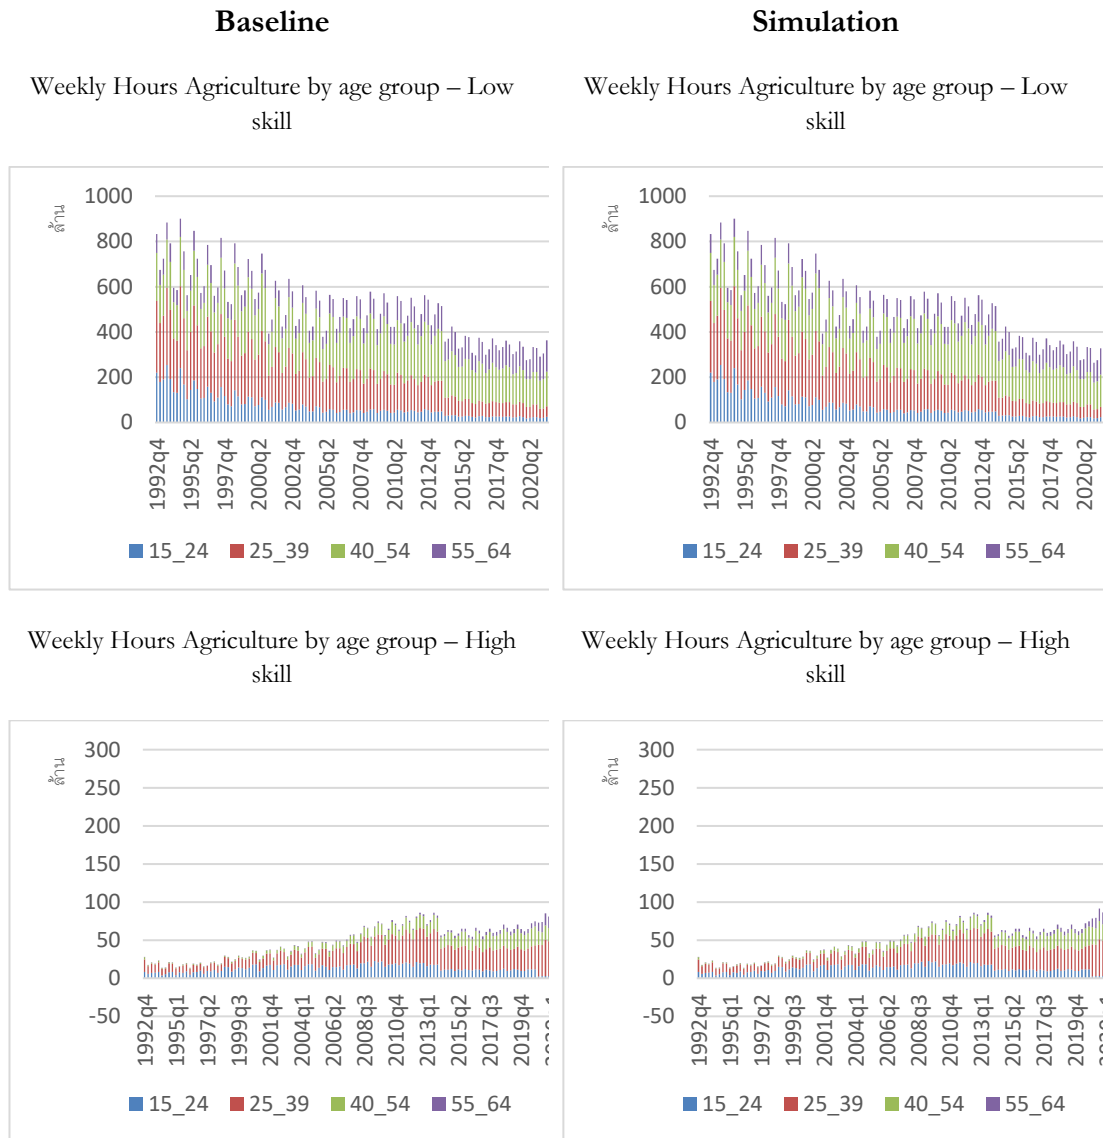 Baseline
Simulation
Weekly Hours Agriculture by age group – Low
skill
Weekly Hours Agriculture by age group – Low
skill
ล้าน
1000
800
600
400
200
0
1992q4
1995q2
1997q4
2000q2
2002q4
2005q2
2007q4
2010q2
2012q4
2015q2
2017q4
2020q2
15_24 25_39 40_54 55_64
ล้าน
1000
800
600
400
200
0
1992q4
1995q2
1997q4
2000q2
2002q4
2005q2
2007q4
2010q2
2012q4
2015q2
2017q4
2020q2
15_24 25_39 40_54 55_64
Weekly Hours Agriculture by age group – High
skill
Weekly Hours Agriculture by age group – High
skill
ล้าน
300
250
200
150
100
50
0
-50
1992q4
1995q1
1997q2
1999q3
2001q4
2004q1
2006q2
2008q3
2010q4
2013q1
2015q2
2017q3
2019q4
15_24 25_39 40_54 55_64
ล้าน
300
250
200
150
100
50
0
-50
1992q4
1995q1
1997q2
1999q3
2001q4
2004q1
2006q2
2008q3
2010q4
2013q1
2015q2
2017q3
2019q4
15_24 25_39 40_54 55_64